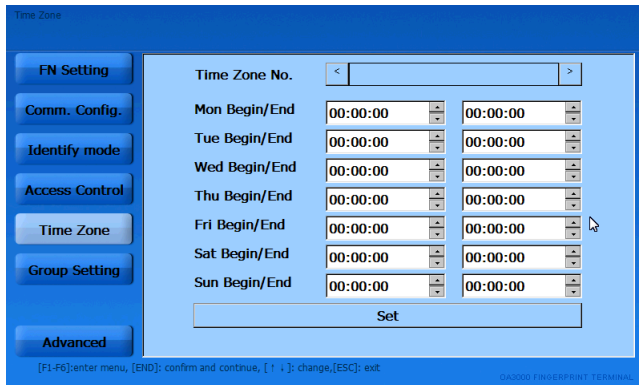 Time Zone
FN Setting
Comm. Config.
Identify mode
Access Control
Time Zone
Group Setting
Advanced
Time Zone No. < >
Mon Begin/End 00:00:00 00:00:00
Tue Begin/End 00:00:00 00:00:00
Wed Begin/End 00:00:00 00:00:00
Thu Begin/End 00:00:00 00:00:00
Fri Begin/End 00:00:00 00:00:00
Sat Begin/End 00:00:00 00:00:00
Sun Begin/End 00:00:00 00:00:00
Set
[F1-F6]:enter menu, [END]: confirm and continue, [ ↑ ↓ ]: change,[ESC]: exit
OA3000 FINGERPRINT TERMINAL